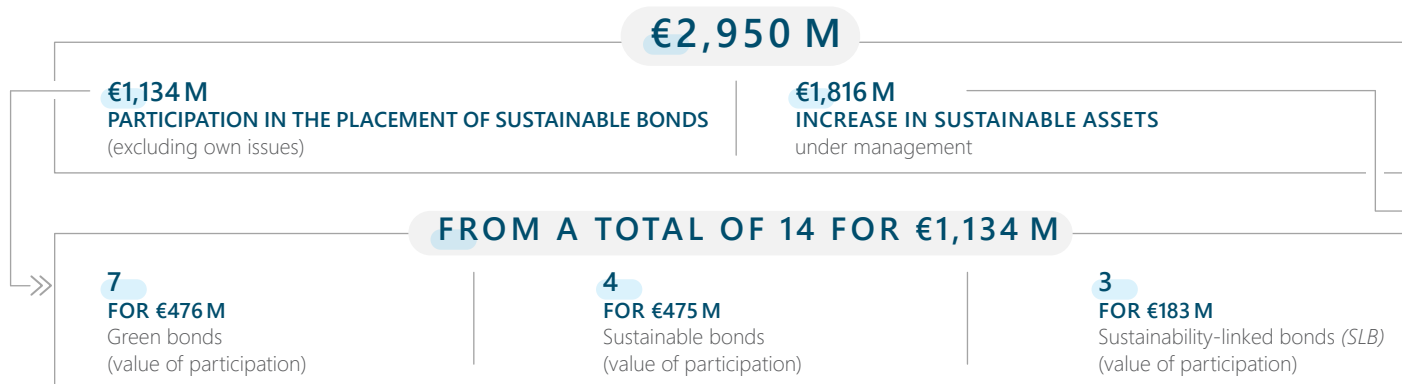 €2,950 M
€1,134 M
PARTICIPATION IN THE PLACEMENT OF SUSTAINABLE BONDS
(excluding own issues)
€1,816 M
INCREASE IN SUSTAINABLE ASSETS
under management
FROM A TOTAL OF 14 FOR €1,134 M
7
FOR €476 M
Green bonds
(value of participation)
4
FOR €475 M
Sustainable bonds
(value of participation)
3
FOR €183 M
Sustainability-linked bonds (SLB)
(value of participation)